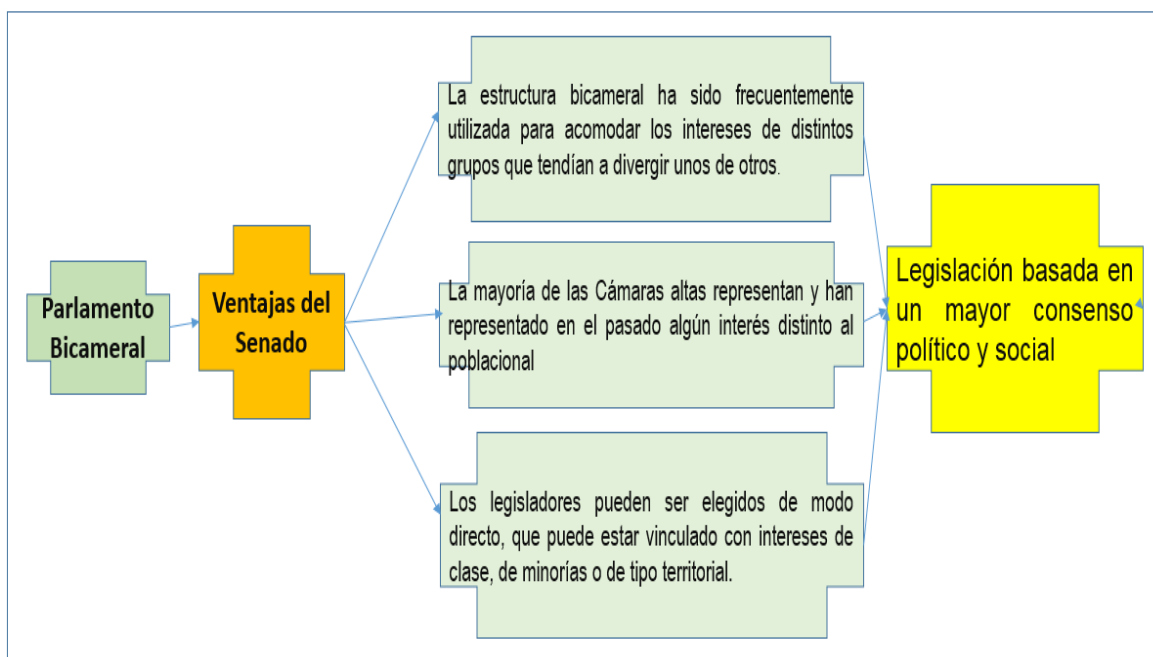 Parlamento
Bicameral
Ventajas del
Senado
La estructura bicameral ha sido frecuentemente
utilizada para acomodar los intereses de distintos
grupos que tendían a divergir unos de otros.
La mayoría de las Cámaras altas representan y han
representado en el pasado algún interés distinto al
poblacional
Los legisladores pueden ser elegidos de modo
directo, que puede estar vinculado con intereses de
clase, de minorías o de tipo territorial.
Legislación basada en
un mayor consenso
político y social